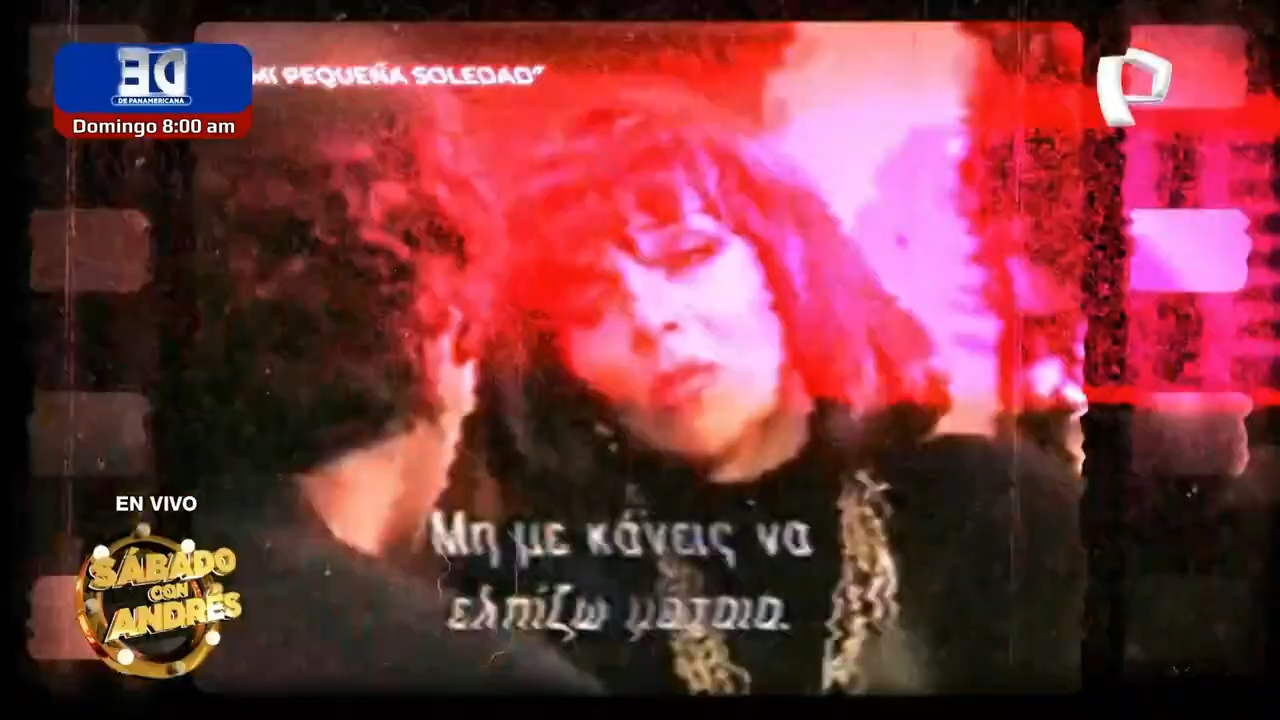 MI PEQUEÑA SOLEDAD"
DE PANAMERICANA
Domingo 8:00 am
Μη με κάνεις να
ελπίζω μάταια.
EN VIVO
SÁBADO
CON
ANDRÉS